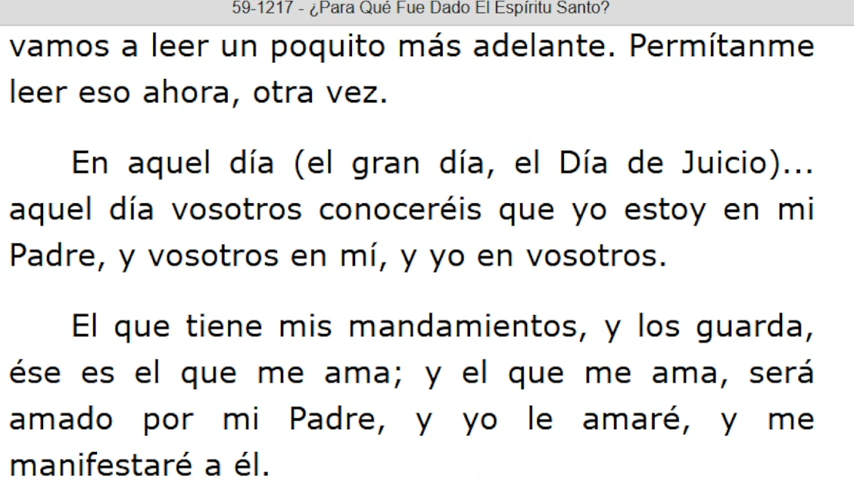 59-1217 - ¿Para Qué Fue Dado El Espíritu Santo?
vamos a leer un poquito más adelante. Permítanme
leer eso ahora, otra vez.
En aquel día (el gran día, el Día de Juicio)...
aquel día vosotros conoceréis que yo estoy en mi
Padre, y vosotros en mí, y yo en vosotros.
El que tiene mis mandamientos, y los guarda,
ése es el que me ama; y el que me ama, será
amado por mi Padre, y yo le amaré, y me
manifestaré a él.